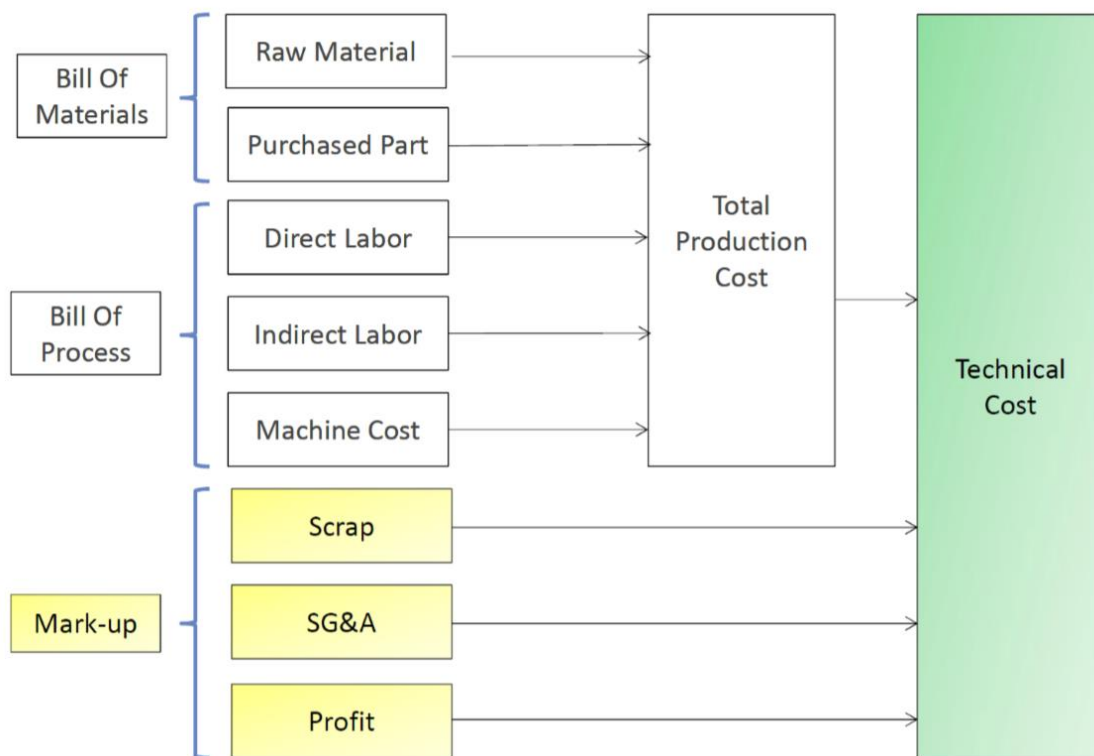 Bill Of
Materials
Raw Material
Purchased Part
Bill Of
Process
Direct Labor
Indirect Labor
Machine Cost
Mark-up
Scrap
SG&A
Profit
Total
Production
Cost
Technical
Cost